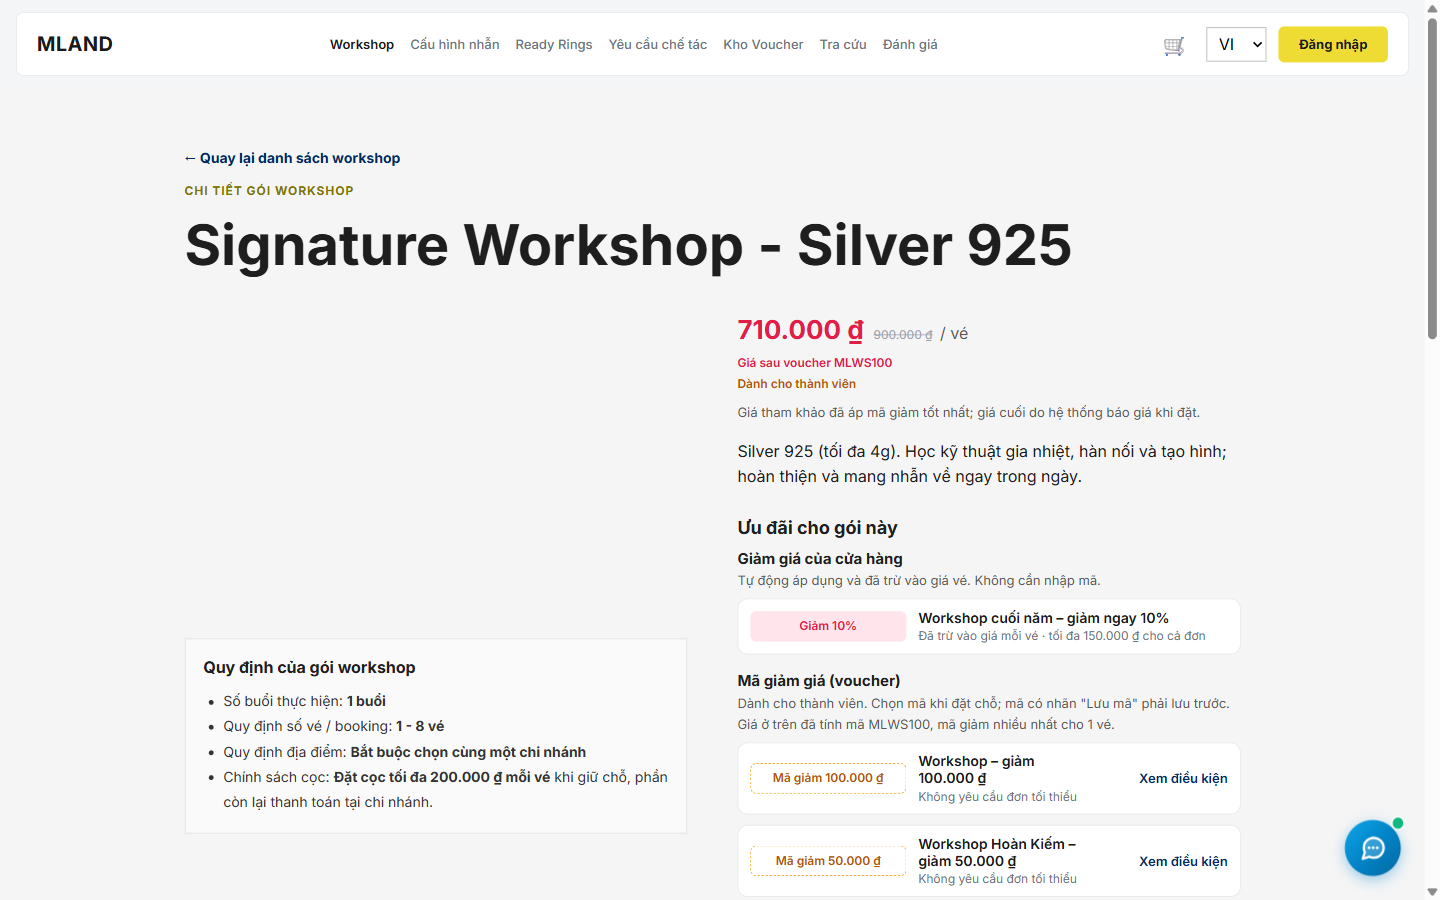 MLAND
Workshop
Cấu hình nhẫn
Ready Rings
Yêu cầu chế tác
Kho Voucher
Tra cứu
Đánh giá
VI
Đăng nhập
← Quay lại danh sách workshop
CHI TIẾT GÓI WORKSHOP
Signature Workshop - Silver 925
710.000 ₫ 900.000 ₫ / vé
Giá sau voucher MLWS100
Dành cho thành viên
Giá tham khảo đã áp mã giảm tốt nhất; giá cuối do hệ thống báo giá khi đặt.
Silver 925 (tối đa 4g). Học kỹ thuật gia nhiệt, hàn nối và tạo hình;
hoàn thiện và mang nhẫn về ngay trong ngày.
Ưu đãi cho gói này
Giảm giá của cửa hàng
Tự động áp dụng và đã trừ vào giá vé. Không cần nhập mã.
Giảm 10%
Workshop cuối năm – giảm ngay 10%
Đã trừ vào giá mỗi vé · tối đa 150.000 ₫ cho cả đơn
Mã giảm giá (voucher)
Dành cho thành viên. Chọn mã khi đặt chỗ; mã có nhãn "Lưu mã" phải lưu trước.
Giá ở trên đã tính mã MLWS100, mã giảm nhiều nhất cho 1 vé.
Mã giảm 100.000 ₫
Workshop – giảm
100.000 ₫
Không yêu cầu đơn tối thiểu
Xem điều kiện
Mã giảm 50.000 ₫
Workshop Hoàn Kiếm –
giảm 50.000 ₫
Không yêu cầu đơn tối thiểu
Xem điều kiện
Quy định của gói workshop
Số buổi thực hiện: 1 buổi
Quy định số vé / booking: 1 - 8 vé
Quy định địa điểm: Bắt buộc chọn cùng một chi nhánh
Chính sách cọc: Đặt cọc tối đa 200.000 ₫ mỗi vé khi giữ chỗ, phần
còn lại thanh toán tại chi nhánh.